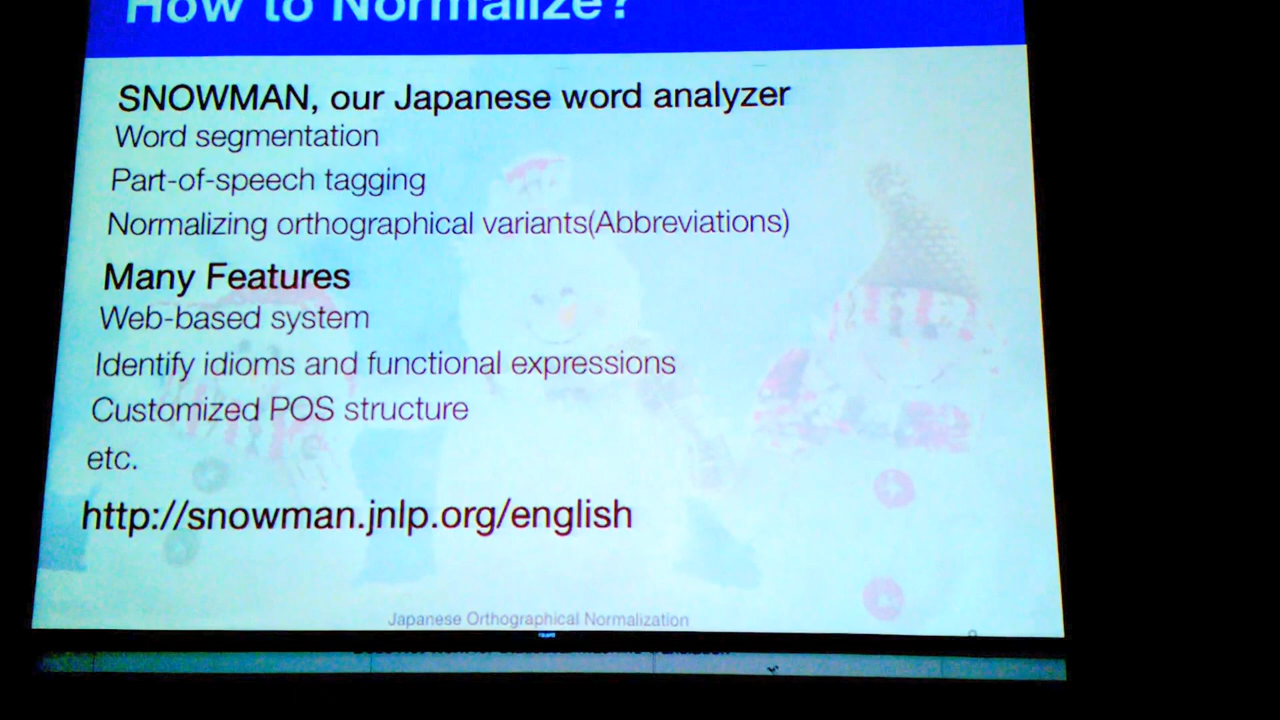 How to Normalize?
SNOWMAN, our Japanese word analyzer
Word segmentation
Part-of-speech tagging
Normalizing orthographical variants(Abbreviations)
Many Features
Web-based system
Identify idioms and functional expressions
Customized POS structure
etc.
http://snowman.jnlp.org/english
Japanese Orthographical Normalization